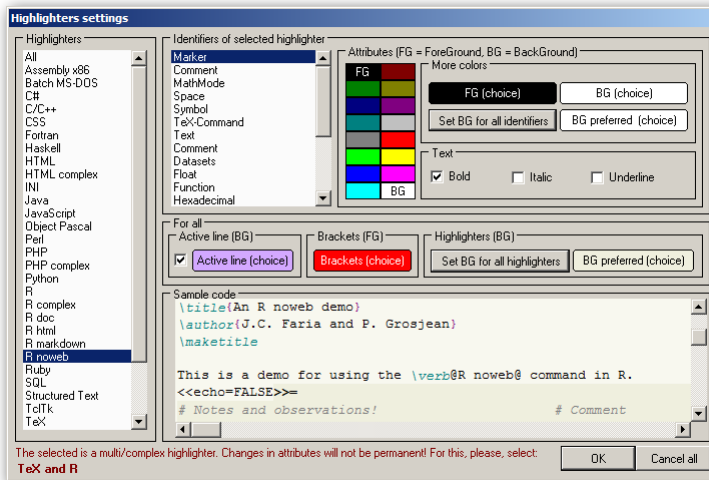 Highlighters settings
Highlighters
All
Assembly x86
Batch MS-DOS
C#
C/C++
CSS
Fortran
Haskell
HTML
HTML complex
INI
Java
JavaScript
Object Pascal
Perl
PHP
PHP complex
Python
R
R complex
R doc
R html
R markdown
R noweb
Ruby
SQL
Structured Text
TclTk
TeX
Identifiers of selected highlighter
Marker
Comment
MathMode
Space
Symbol
TeX-Command
Text
Comment
Datasets
Float
Function
Hexadecimal
Attributes (FG = ForeGround, BG = BackGround)
FG
BG
More colors
FG (choice)
BG (choice)
Set BG for all identifiers
BG preferred (choice)
Text
Bold
Italic
Underline
For all
Active line (BG)
Active line (choice)
Brackets (FG)
Brackets (choice)
Highlighters (BG)
Set BG for all highlighters
BG preferred (choice)
Sample code
\title{An R noweb demo}
\author{J.C. Faria and P. Grosjean}
\maketitle
This is a demo for using the \verb@R noweb@ command in R.
<<echo=FALSE>>=
# Notes and observations! # Comment
The selected is a multi/complex highlighter. Changes in attributes will not be permanent! For this, please, select:
TeX and R
OK
Cancel all